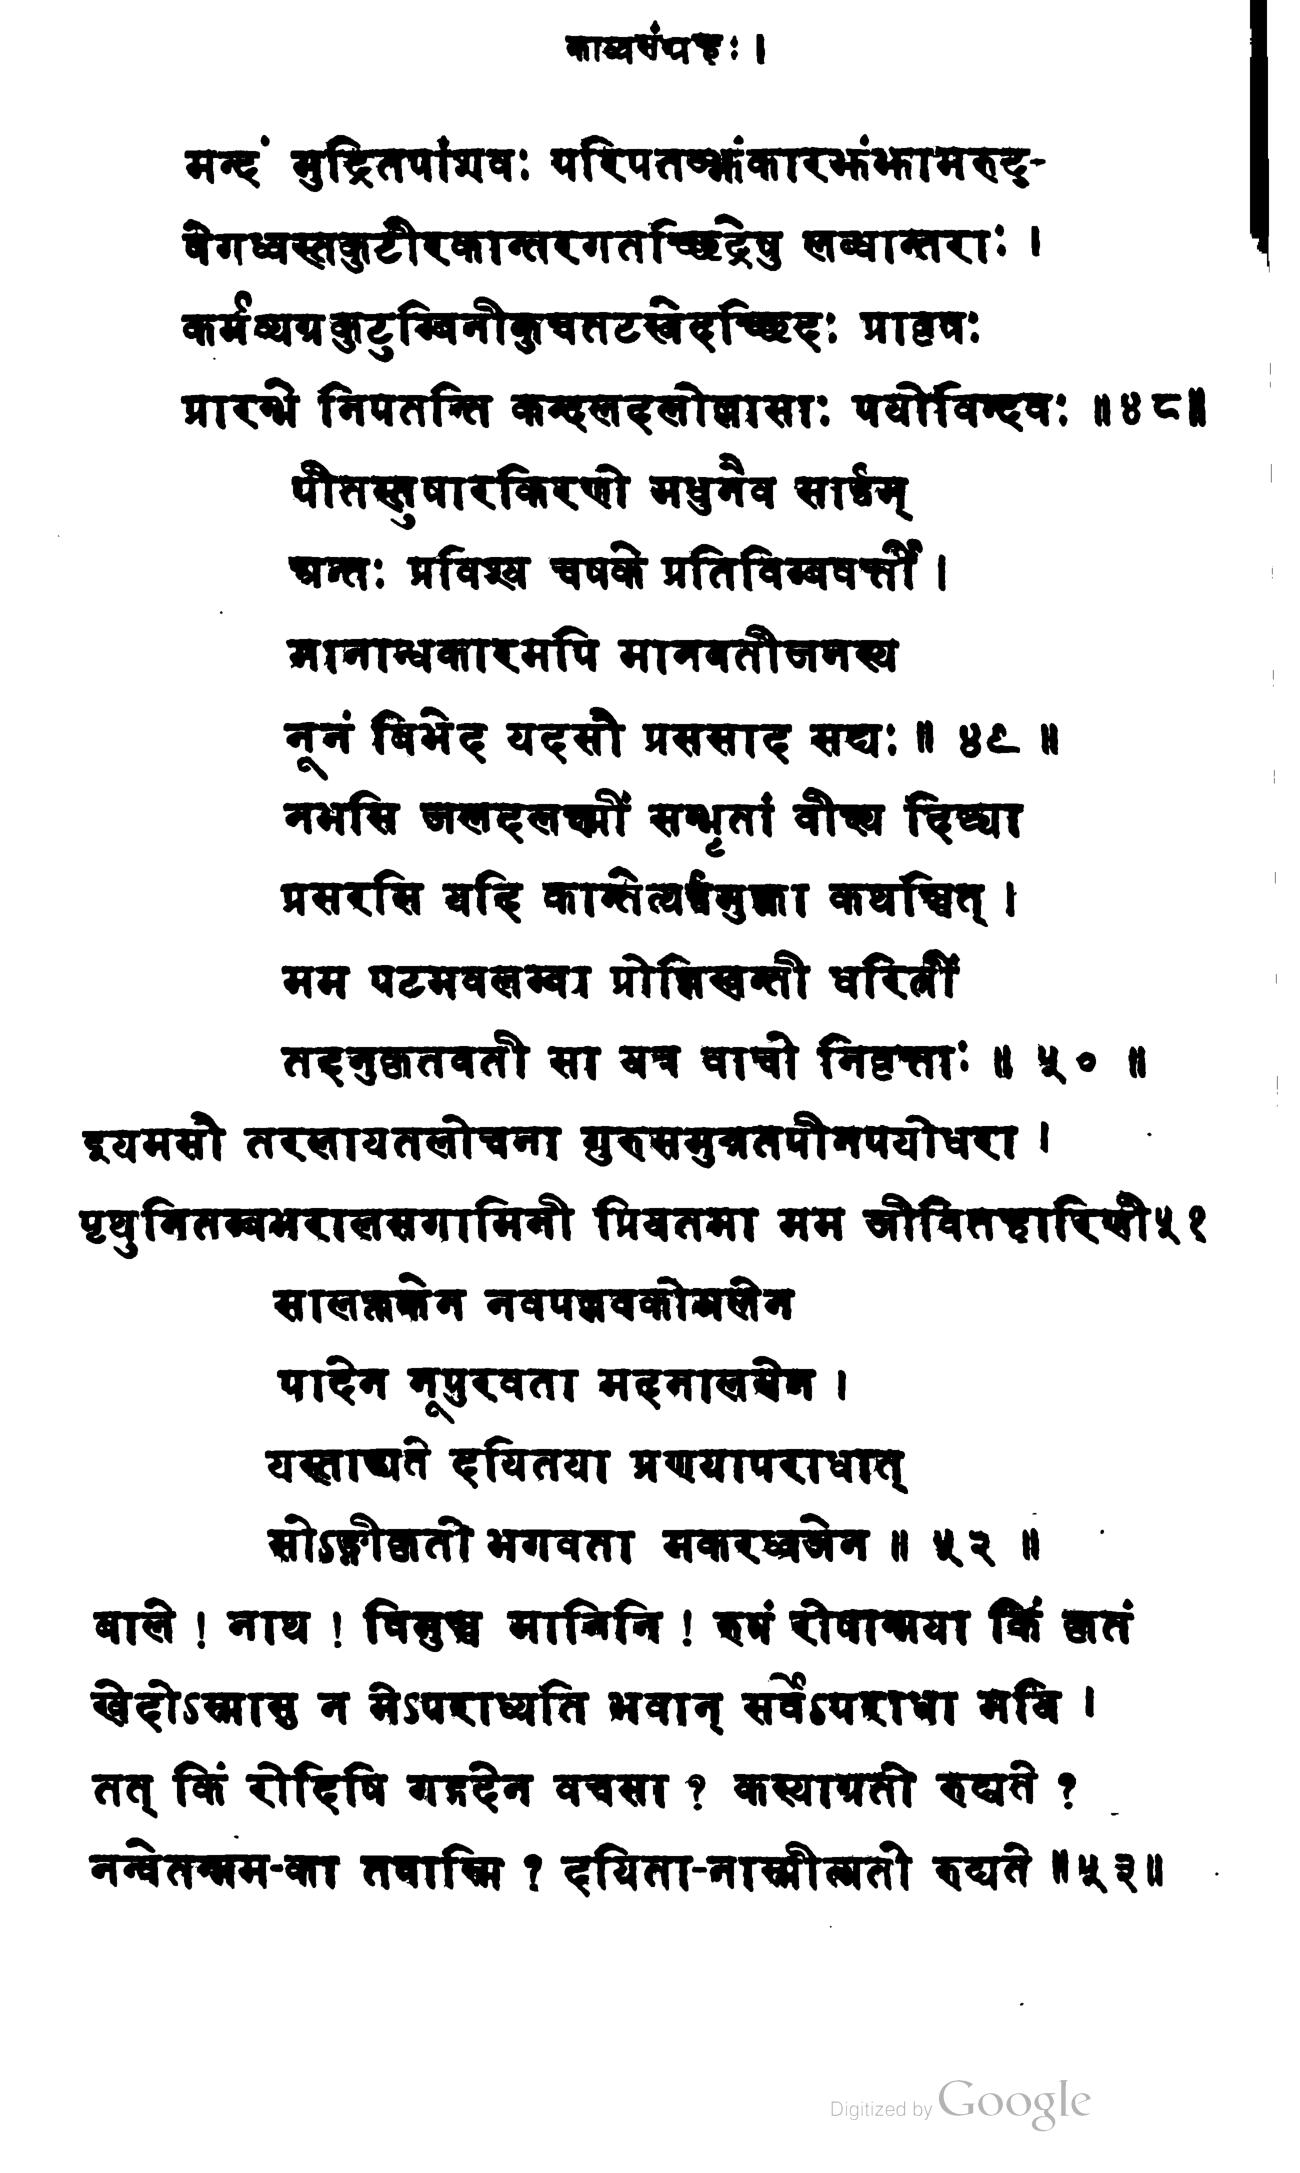 काव्यसंग्रहः ।
मन्दं मुद्रितपांशवः परिपतज्झंकारझंझामरुद्-
वेगध्वस्तकुटीरकान्तरगतच्छिद्रेषु लब्धान्तराः ।
कर्मव्यग्रकुटुम्बिनीकुचतटस्वेदच्छिदः प्रावृषः
प्रारम्भे निपतन्ति कन्दलदलोल्लासाः पयोविन्दवः ॥ ४८ ॥
पीतस्तुषारकिरणो मधुनैव सार्द्धम्
अन्तः प्रविश्य चषके प्रतिविम्बवर्त्ती ।
मानान्धकारमपि मानवतीजनस्य
नूनं बिभेद यदसौ प्रससाद सद्यः ॥ ४९ ॥
नभसि जलदलक्ष्मीं सम्भृतां वीक्ष्य दिष्ट्या
प्रसरसि यदि कान्तेत्यर्द्धमुक्त्वा कथञ्चित् ।
मम पटमवलम्ब्य प्रोल्लिखन्ती धरित्रीं
तदनुकृतवती सा यत्र वाचो निवृत्ताः ॥ ५० ॥
इयमसौ तरलायतलोचना गुरुसमुन्नतपीनपयोधरा ।
पृथुनितम्बभरालसगामिनी प्रियतमा मम जीवितहारिणी ५१
सालक्तकेन नवपल्लवकोमलेन
पादेन नूपुरवता मदनालसेन ।
यस्ताड्यते दयितया प्रणयापराधात्
सोऽङ्गीकृतो भगवता मकरध्वजेन ॥ ५२ ॥
बाले ! नाथ ! विमुञ्च मानिनि ! रुषं रोषान्मया किं कृतं
खेदोऽस्मासु न मेऽपराध्यति भवान् सर्वेऽपराधा मयि ।
तत् किं रोदिषि गद्गदेन वचसा ? कस्याग्रतो रुद्यते ?
नन्वेतन्मम-का तवास्मि ? दयिता-नास्मीत्यतो रुद्यते ॥ ५३ ॥
Digitized by Google